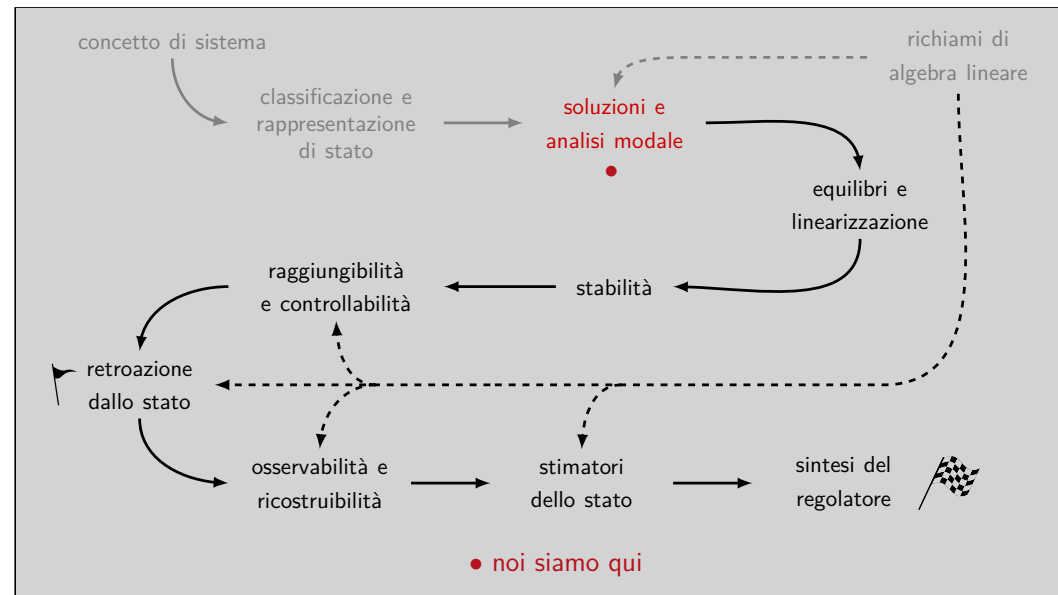 concetto di sistema
richiami di
algebra lineare
classificazione e
rappresentazione
di stato
soluzioni e
analisi modale
equilibri e
linearizzazione
raggiungibilità
e controllabilità
stabilità
retroazione
dallo stato
osservabilità e
ricostruibilità
stimatori
dello stato
sintesi del
regolatore
noi siamo qui